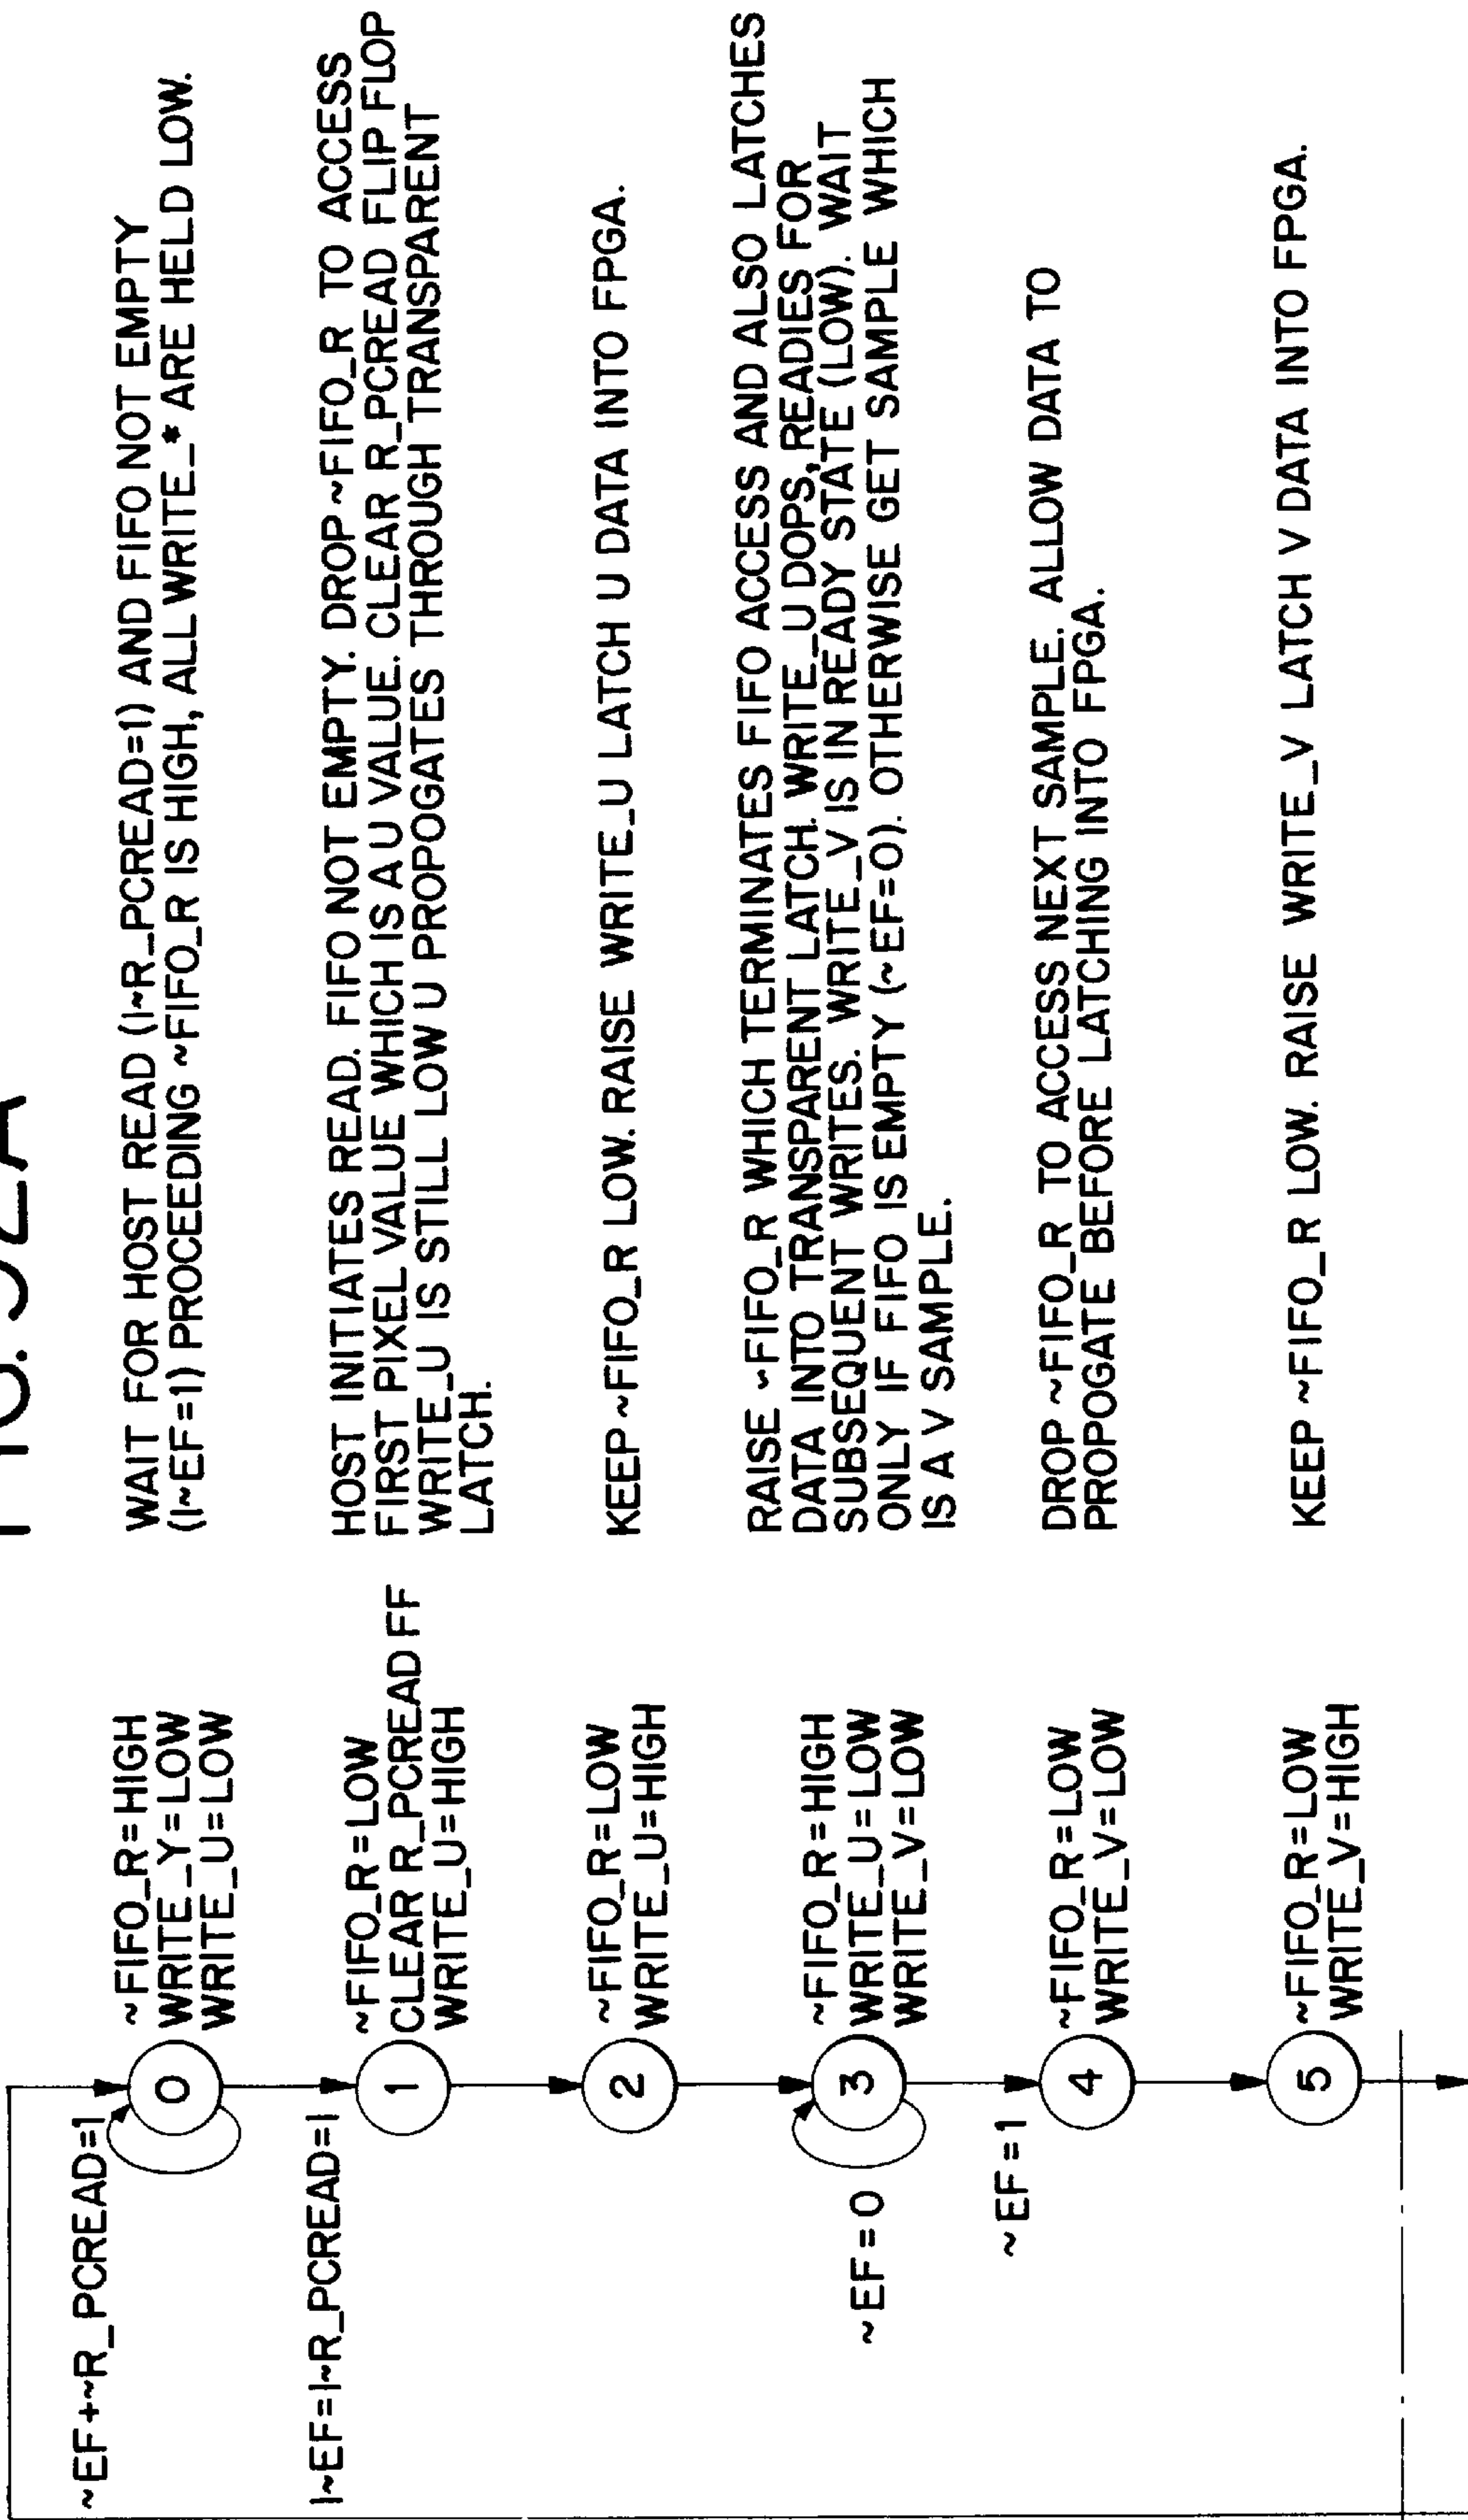 ~EF+~R_PCREAD=1
0
~FIFO_R=HIGH
WRITE_Y=LOW
WRITE_U=LOW
WAIT FOR HOST READ (|~R_PCREAD=1) AND FIFO NOT EMPTY
(|~EF=1) PROCEEDING ~FIFO_R IS HIGH, ALL WRITE_* ARE HELD LOW.
|~EF=|~R_PCREAD=1
1
~FIFO_R=LOW
CLEAR R_PCREAD FF
WRITE_U=HIGH
HOST INITIATES READ. FIFO NOT EMPTY. DROP ~FIFO_R TO ACCESS
FIRST PIXEL VALUE WHICH IS A U VALUE. CLEAR R_PCREAD FLIP FLOP
WRITE_U IS STILL LOW U PROPOGATES THROUGH TRANSPARENT
LATCH.
2
~FIFO_R=LOW
WRITE_U=HIGH
KEEP ~FIFO_R LOW. RAISE WRITE_U LATCH U DATA INTO FPGA.
~EF=0
3
~FIFO_R=HIGH
WRITE_U=LOW
WRITE_V=LOW
RAISE ~FIFO_R WHICH TERMINATES FIFO ACCESS AND ALSO LATCHES
DATA INTO TRANSPARENT LATCH. WRITE_U DOPS, READIES FOR
SUBSEQUENT WRITES. WRITE_V IS IN READY STATE (LOW). WAIT
ONLY IF FIFO IS EMPTY (~EF=0). OTHERWISE GET SAMPLE WHICH
IS A V SAMPLE.
~EF=1
4
~FIFO_R=LOW
WRITE_V=LOW
DROP ~FIFO_R TO ACCESS NEXT SAMPLE. ALLOW DATA TO
PROPOGATE BEFORE LATCHING INTO FPGA.
5
~FIFO_R=LOW
WRITE_V=HIGH
KEEP ~FIFO_R LOW. RAISE WRITE_V LATCH V DATA INTO FPGA.